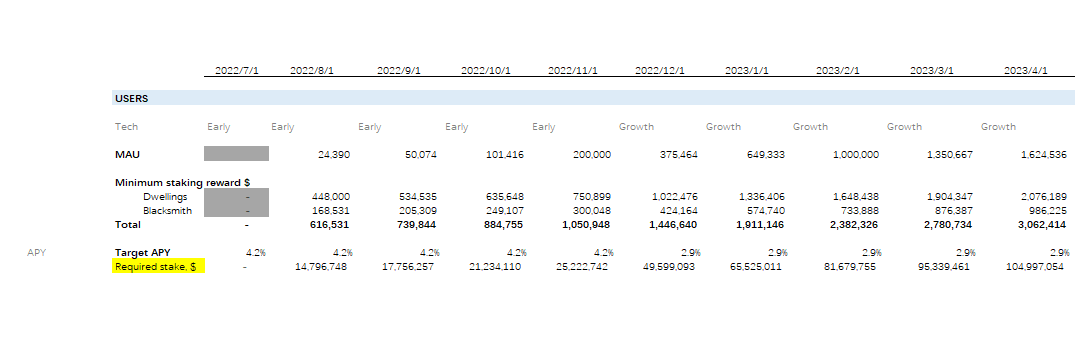 2022/7/1 2022/8/1 2022/9/1 2022/10/1 2022/11/1 2022/12/1 2023/1/1 2023/2/1 2023/3/1 2023/4/1
USERS
Tech Early Early Early Early Early Growth Growth Growth Growth Growth
MAU 24,390 50,074 101,416 200,000 375,464 649,333 1,000,000 1,350,667 1,624,536
Minimum staking reward $
Dwellings - 448,000 534,535 635,648 750,899 1,022,476 1,336,406 1,648,438 1,904,347 2,076,189
Blacksmith - 168,531 205,309 249,107 300,048 424,164 574,740 733,888 876,387 986,225
Total - 616,531 739,844 884,755 1,050,948 1,446,640 1,911,146 2,382,326 2,780,734 3,062,414
APY Target APY 4.2% 4.2% 4.2% 4.2% 4.2% 2.9% 2.9% 2.9% 2.9% 2.9%
Required stake, $ - 14,796,748 17,756,257 21,234,110 25,222,742 49,599,093 65,525,011 81,679,755 95,339,461 104,997,054